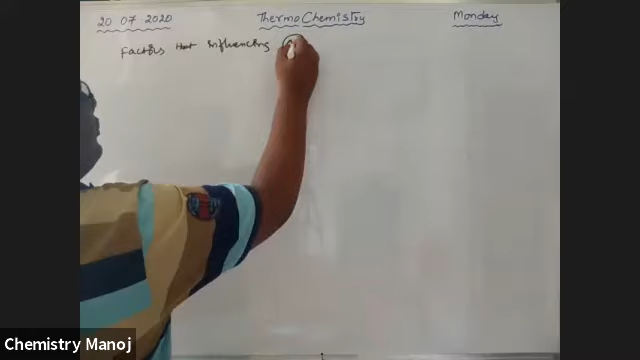 20 07 2020 Thermo Chemistry Monday
Factors that influencing
Chemistry Manoj